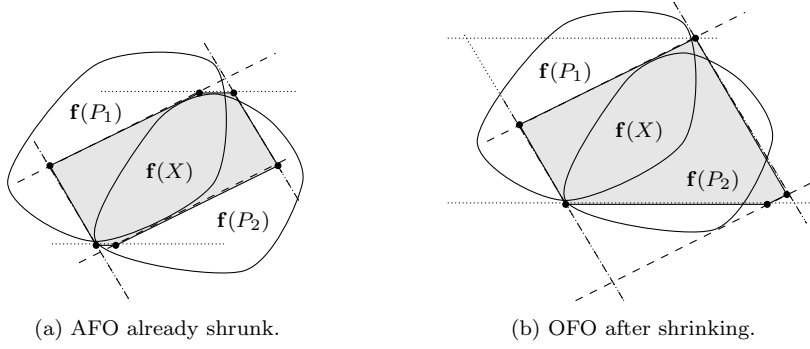 f(P₁)
f(X)
f(P₂)
f(P₁)
f(X)
f(P₂)
(a) AFO already shrunk.
(b) OFO after shrinking.